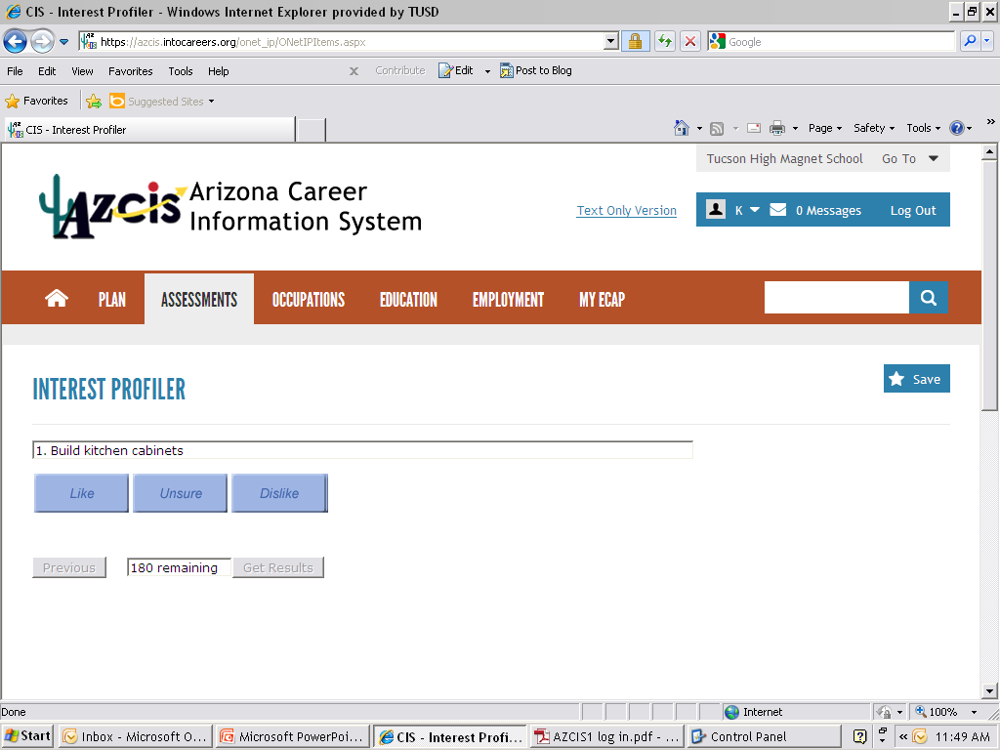 CIS - Interest Profiler - Windows Internet Explorer provided by TUSD
https://azcis.intocareers.org/onet_ip/ONetIPItems.aspx
Google
File Edit View Favorites Tools Help
x Contribute Edit Post to Blog
Favorites Suggested Sites
CIS - Interest Profiler
Page Safety Tools »
Tucson High Magnet School Go To
AZCIS Arizona Career
Information System
Text Only Version
K 0 Messages Log Out
PLAN ASSESSMENTS OCCUPATIONS EDUCATION EMPLOYMENT MY ECAP
INTEREST PROFILER
Save
1. Build kitchen cabinets
Like Unsure Dislike
Previous 180 remaining Get Results
Done Internet 100%
Start Inbox - Microsoft O... Microsoft PowerPoi... CIS - Interest Profi... AZCIS1 log in.pdf - ... Control Panel « 11:49 AM